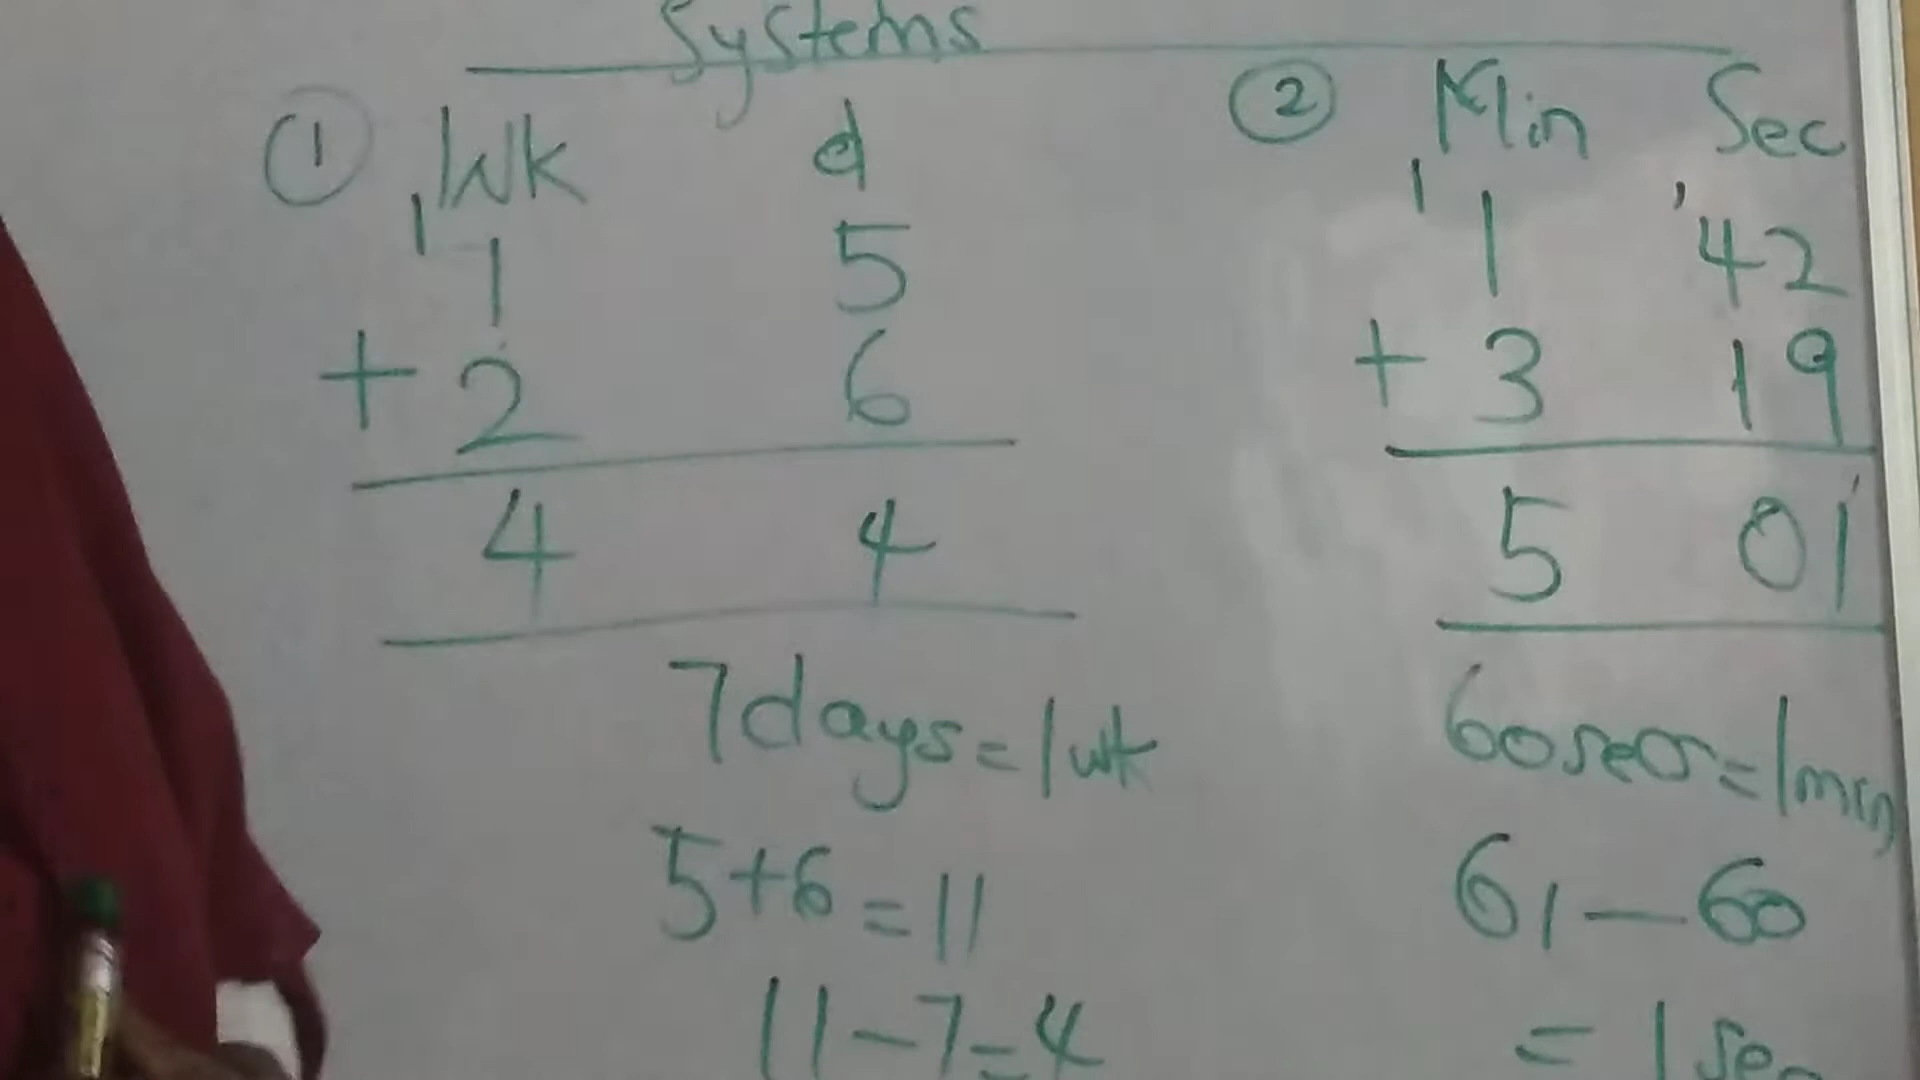 Systems
① Wk d
1
1 5
+ 2 6
4 4
7days = 1wk
5+6 = 11
11-7=4
② Min Sec
1 1
1 42
+ 3 19
5 01
60secs = 1min
61 - 60
= 1 sec